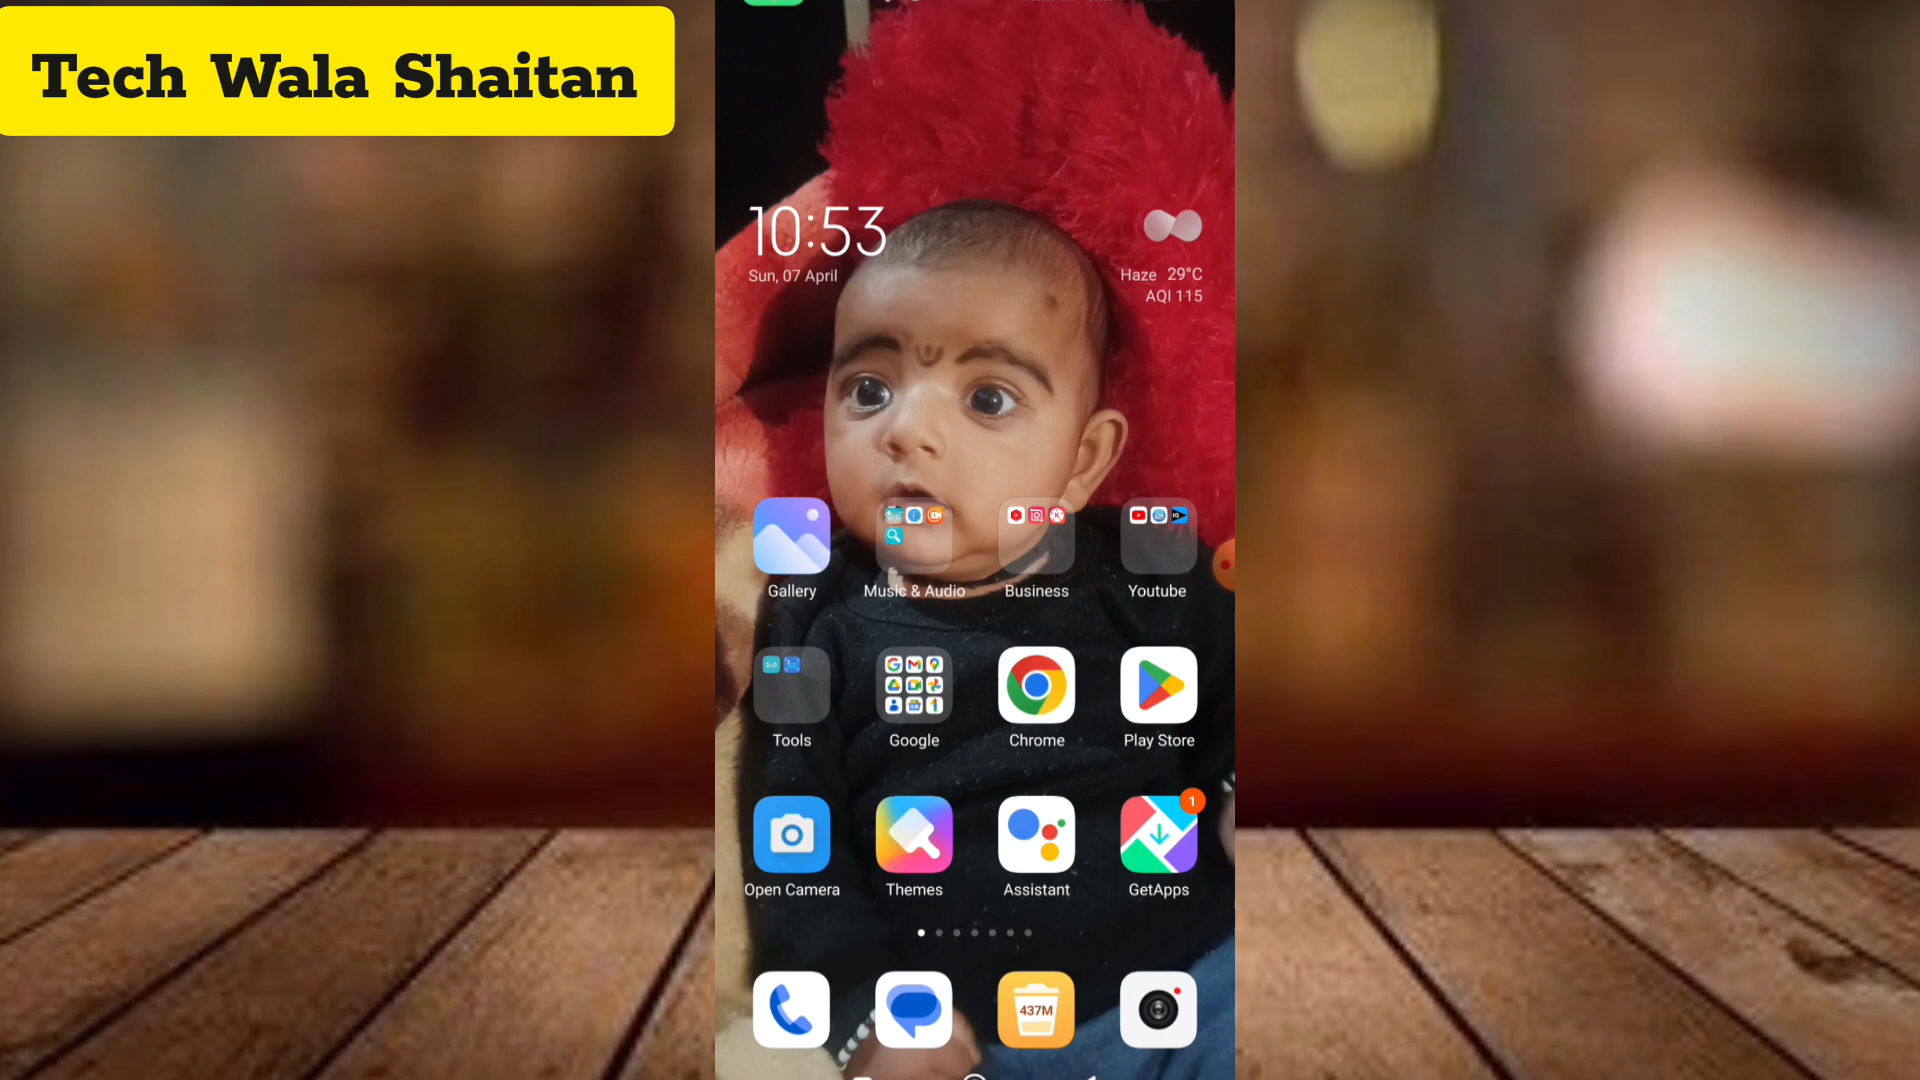 Tech Wala Shaitan
10:53
Sun, 07 April
Haze 29°C
AQI 115
Gallery
Music & Audio
Business
Youtube
Tools
Google
Chrome
Play Store
1
Open Camera
Themes
Assistant
GetApps
437M